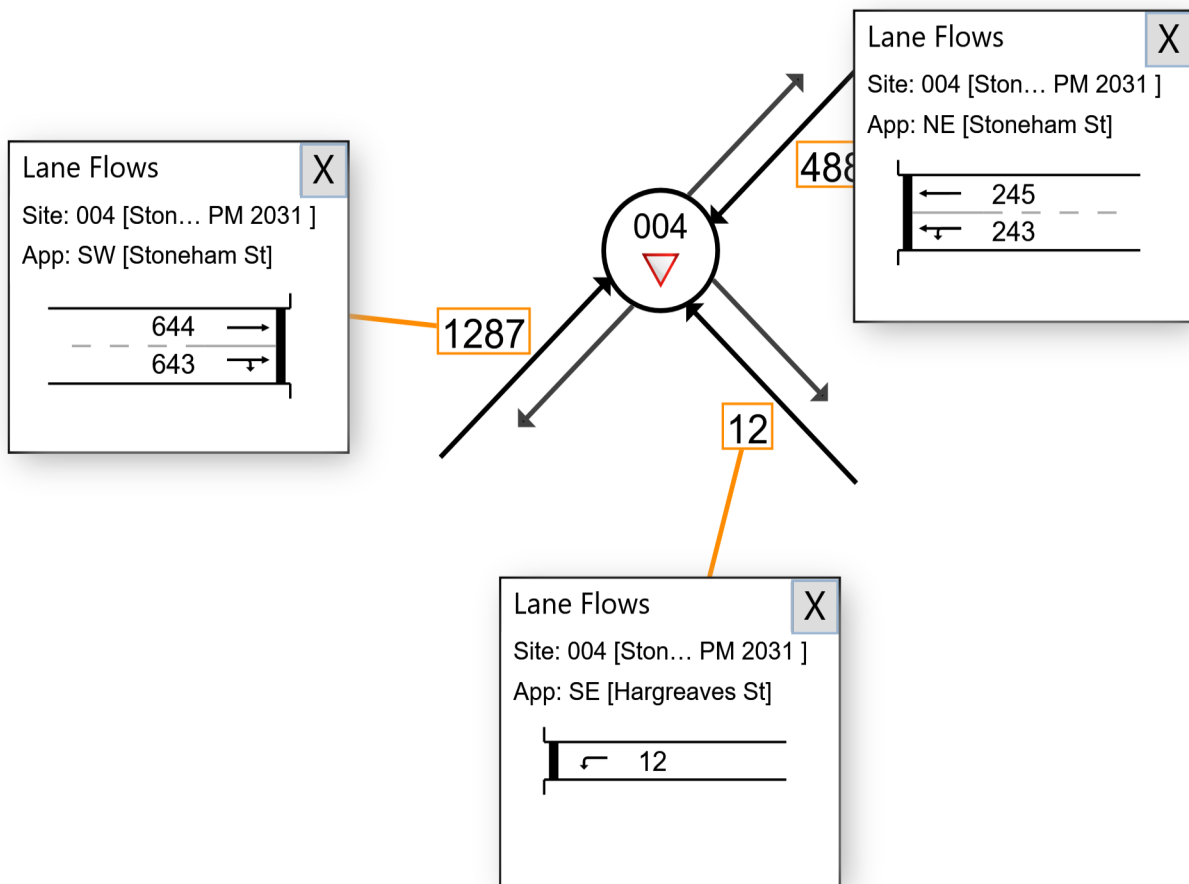 Lane Flows
X
Site: 004 [Ston... PM 2031 ]
App: NE [Stoneham St]
245
243
488
004
Lane Flows
X
Site: 004 [Ston... PM 2031 ]
App: SW [Stoneham St]
644
643
1287
12
Lane Flows
X
Site: 004 [Ston... PM 2031 ]
App: SE [Hargreaves St]
12